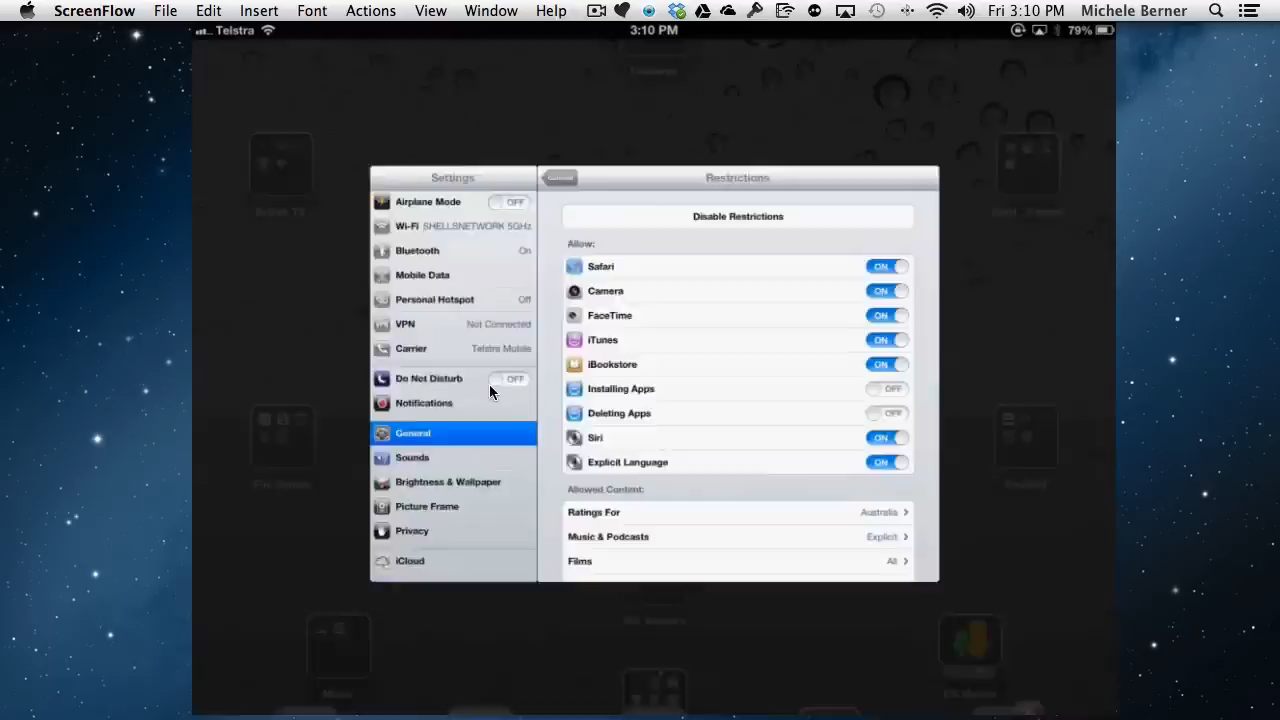 ScreenFlow File Edit Insert Font Actions View Window Help Fri 3:10 PM Michele Berner
Telstra 3:10 PM 79%
Settings
Airplane Mode OFF
Wi-Fi SHELLSNETWORK 5GHz
Bluetooth On
Mobile Data
Personal Hotspot Off
VPN Not Connected
Carrier Telstra Mobile
Do Not Disturb OFF
Notifications
General
Sounds
Brightness & Wallpaper
Picture Frame
Privacy
iCloud
General Restrictions
Disable Restrictions
Allow:
Safari ON
Camera ON
FaceTime ON
iTunes ON
iBookstore ON
Installing Apps OFF
Deleting Apps OFF
Siri ON
Explicit Language ON
Allowed Content:
Ratings For Australia
Music & Podcasts Explicit
Films All
Music